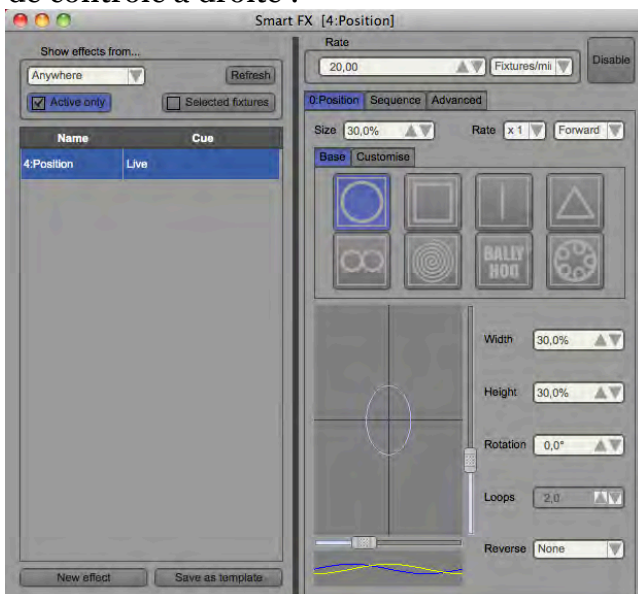 de contrôle à droite :
Smart FX [4:Position]
Show effects from...
Anywhere
Refresh
Active only
Selected fixtures
Name Cue
4:Position Live
New effect
Save as template
Rate
20,00
Fixtures/mi
Disable
0:Position Sequence Advanced
Size 30,0% Rate x 1 Forward
Base Customise
BALLY
HOO
Width 30,0%
Height 30,0%
Rotation 0,0°
Loops 2,0
Reverse None